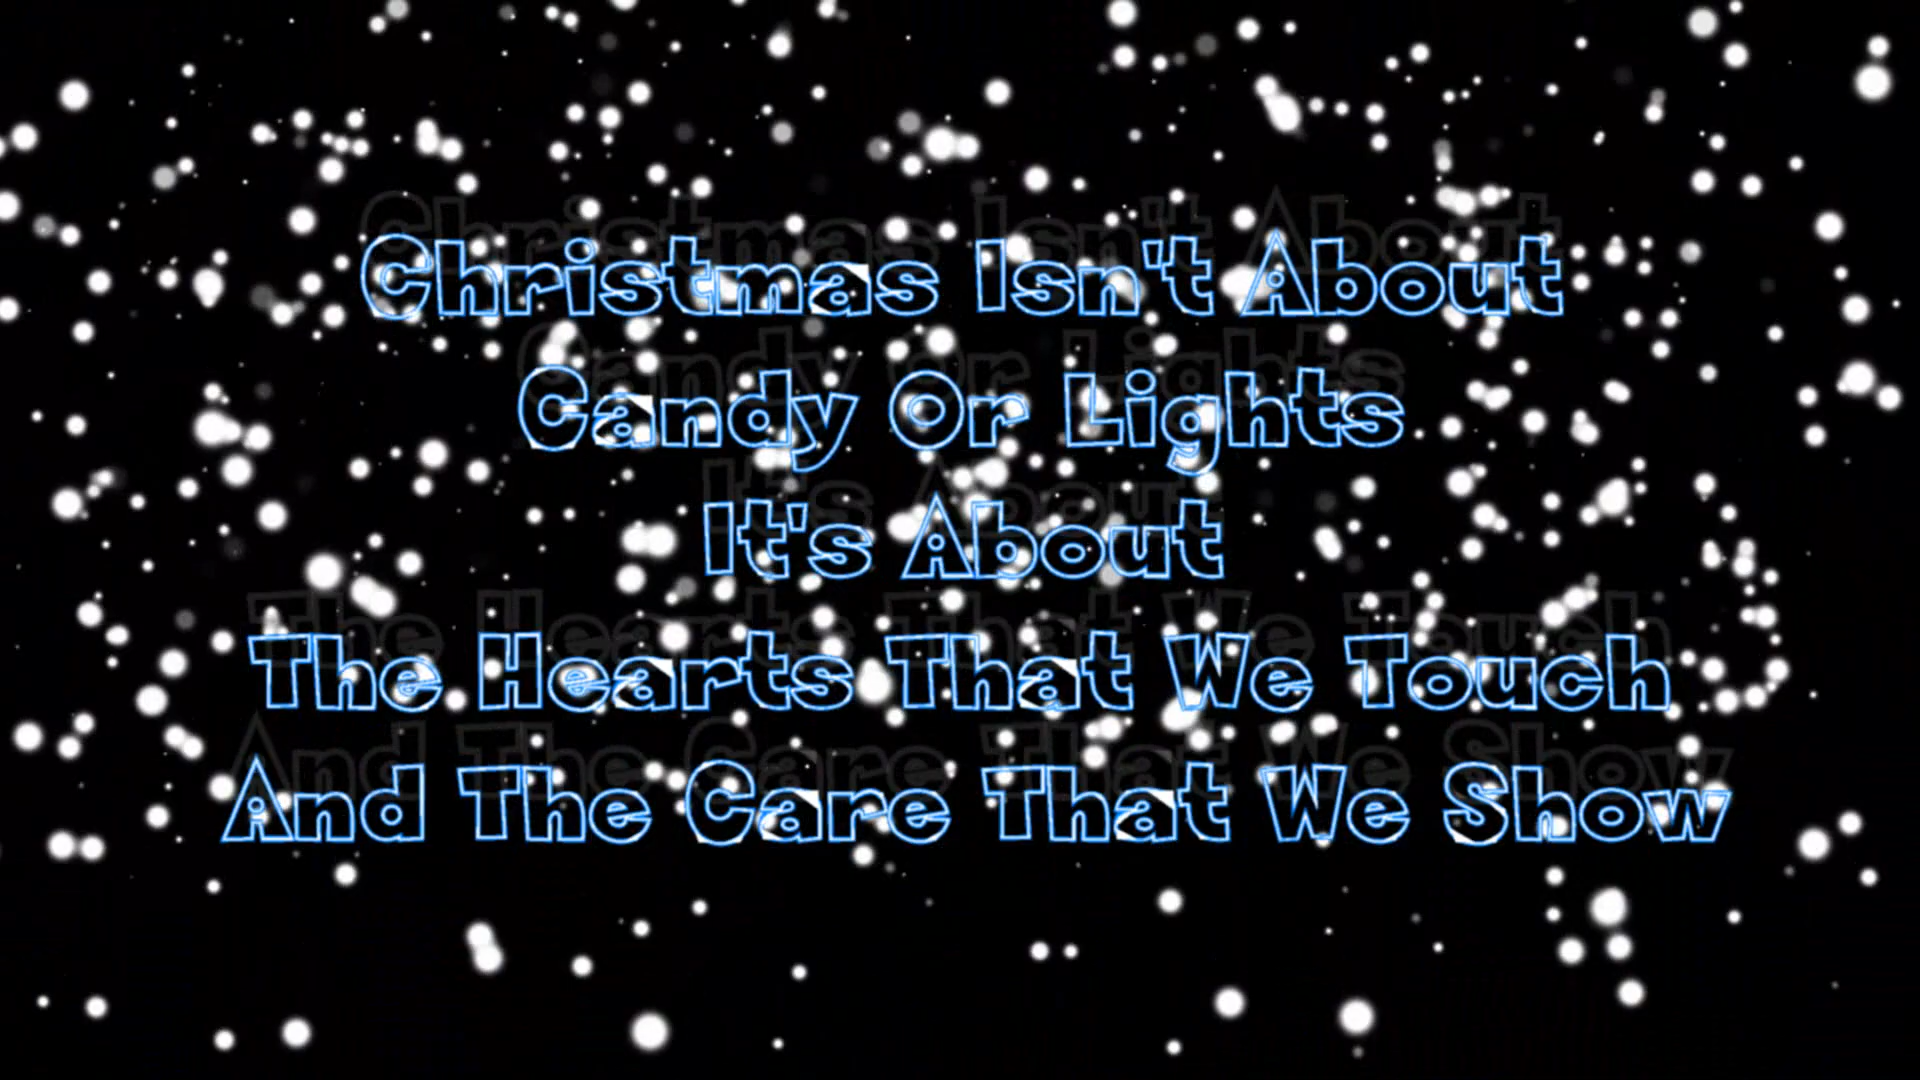 Christmas Isn't About
Candy Or Lights
It's About
The Hearts That We Touch
And The Care That We Show